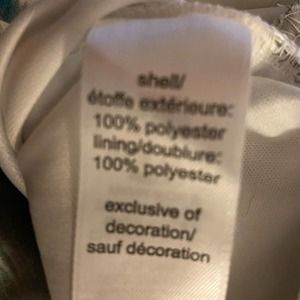 shell/
étoffe extérieure:
100% polyester
lining/doublure:
100% polyester
exclusive of
decoration/
sauf décoration